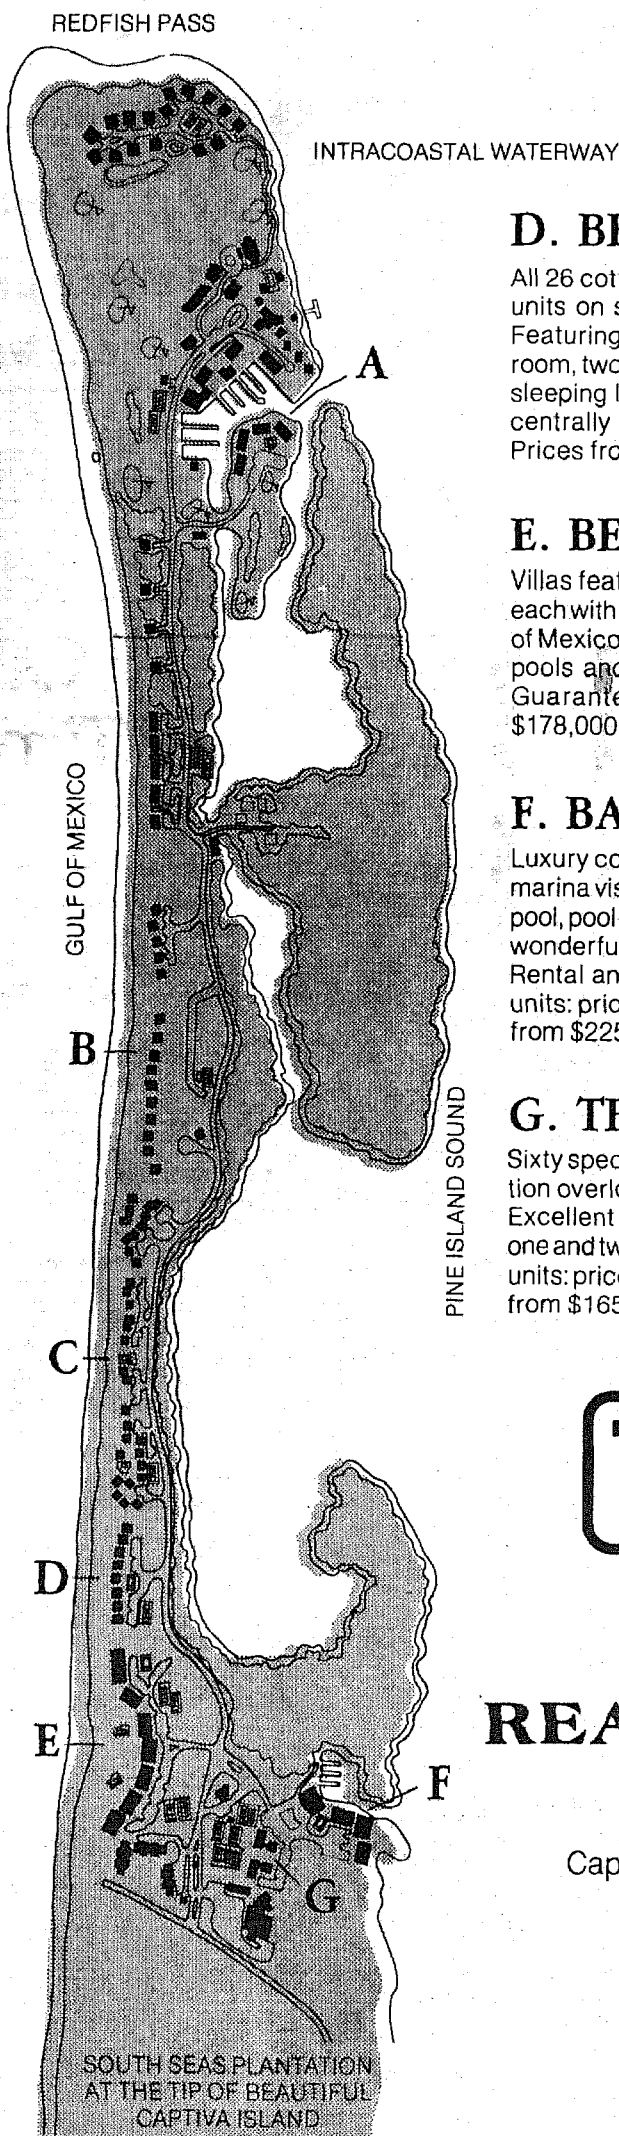 REDFISH PASS
INTRACOASTAL WATERWAY
A
GULF OF MEXICO
B
PINE ISLAND SOUND
C
D
E
F
G
SOUTH SEAS PLANTATION
AT THE TIP OF BEAUTIFUL
CAPTIVA ISLAND
D. BE
All 26 cot
units on s
Featuring
room, two
sleeping l
centrally
Prices fro
E. BE
Villas feat
each with
of Mexico
pools and
Guarante
$178,000
F. BA
Luxury co
marina vis
pool, pool-
wonderfu
Rental an
units: pric
from $225
G. TH
Sixty spec
tion overlo
Excellent
one and tw
units: price
from $165
REA
Cap